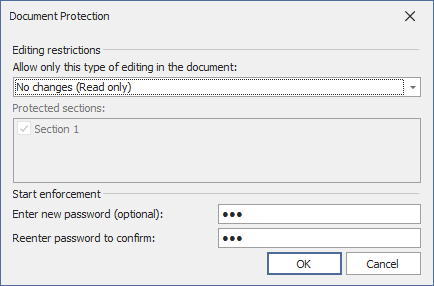 Document Protection
Editing restrictions
Allow only this type of editing in the document:
No changes (Read only)
Protected sections:
Section 1
Start enforcement
Enter new password (optional): ●●●
Reenter password to confirm: ●●●
OK Cancel